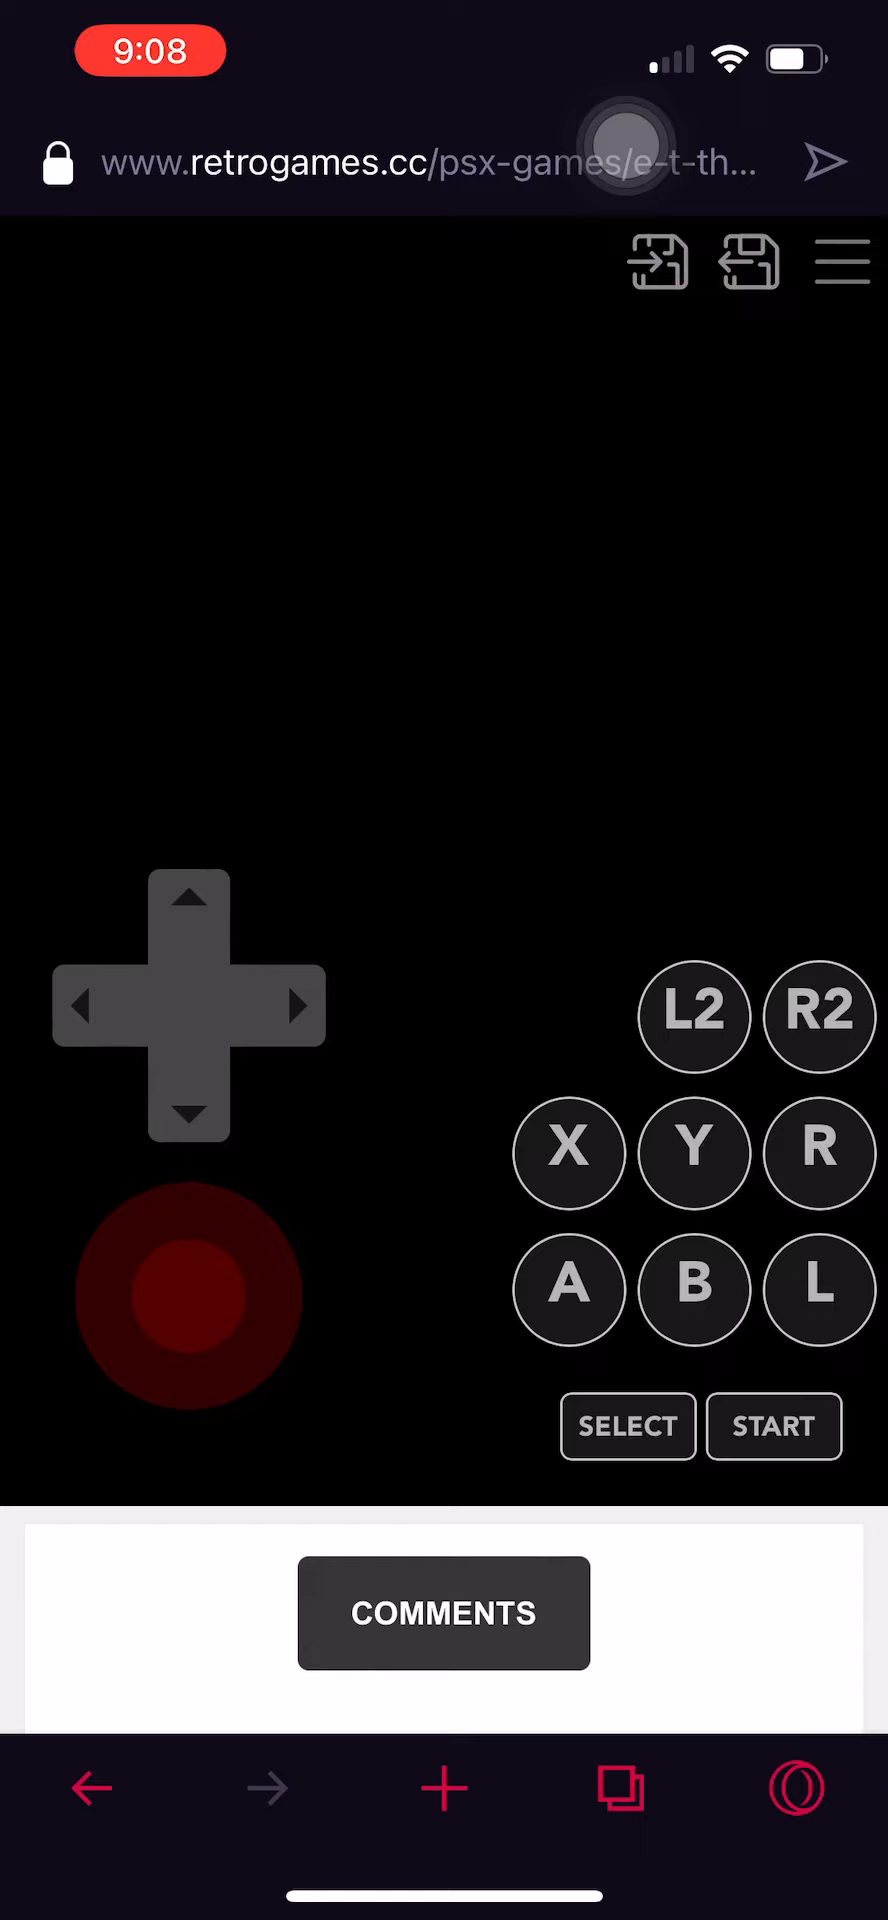 9:08
www.retrogames.cc/psx-games/e-t-th...
L2 R2
X Y R
A B L
SELECT START
COMMENTS